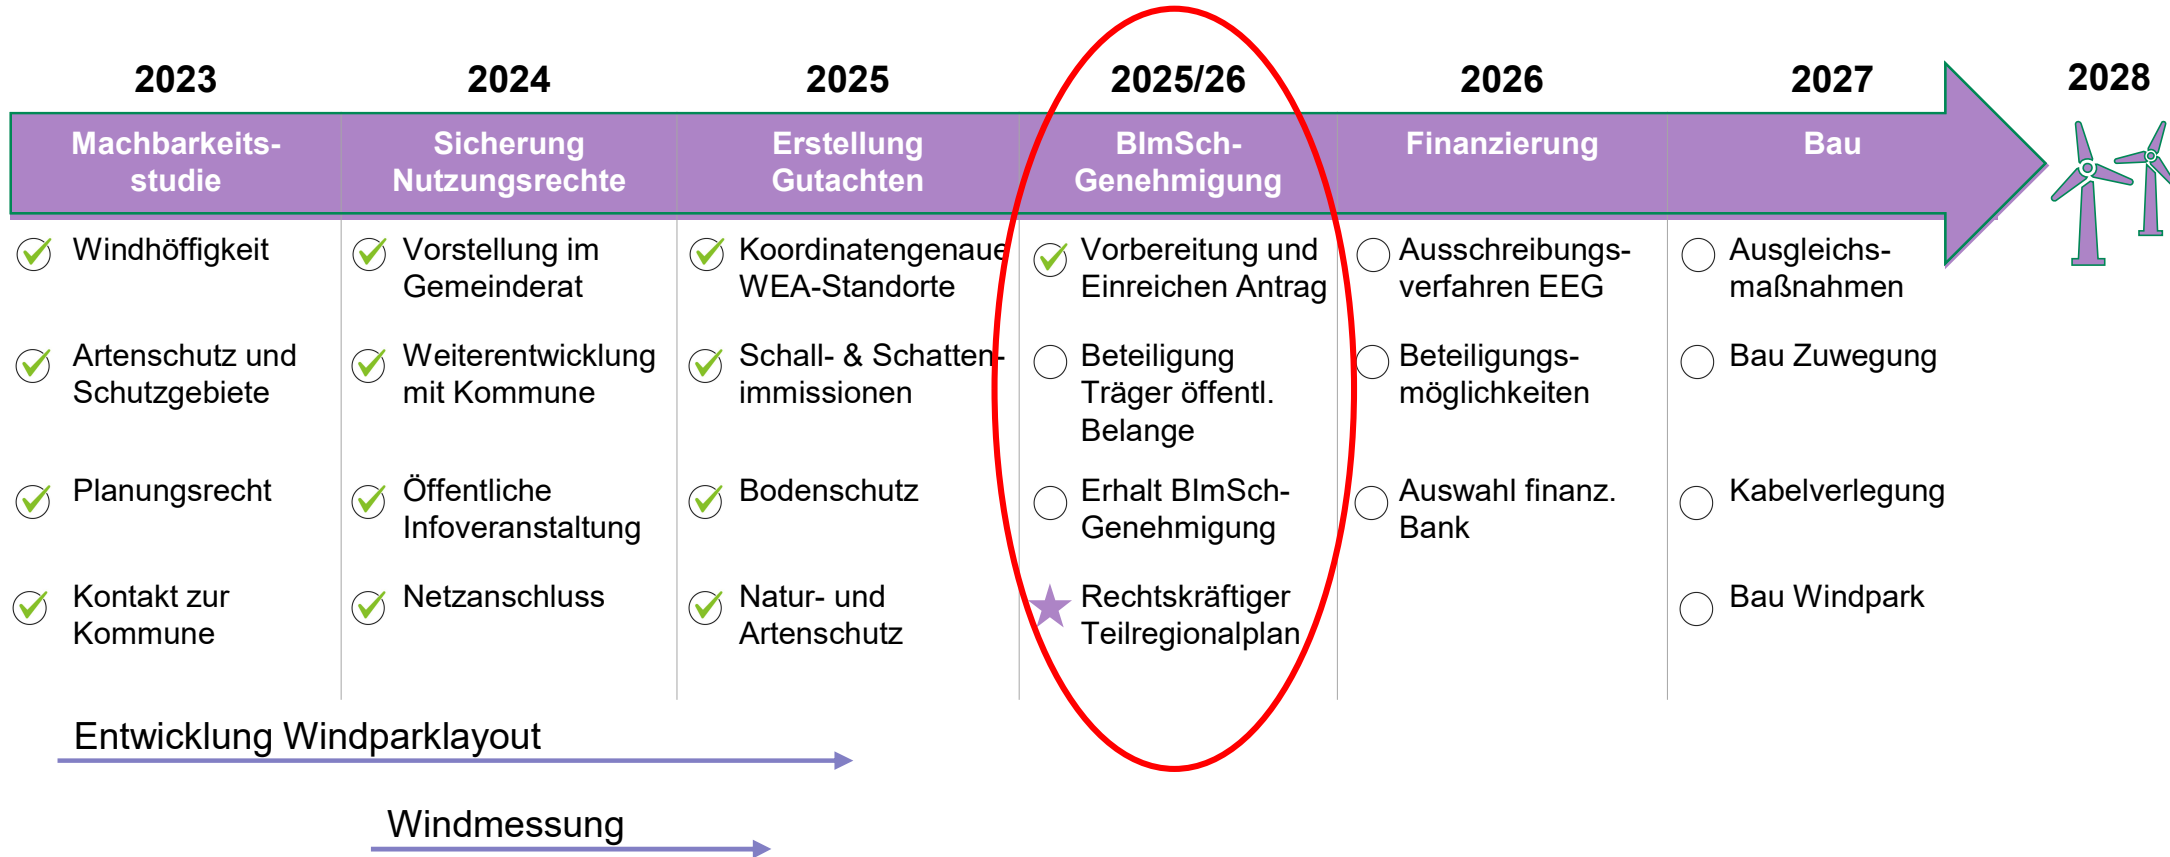 2023
Machbarkeits-
studie
Windhöffigkeit
Artenschutz und
Schutzgebiete
Planungsrecht
Kontakt zur
Kommune
2024
Sicherung
Nutzungsrechte
Vorstellung im
Gemeinderat
Weiterentwicklung
mit Kommune
Öffentliche
Infoveranstaltung
Netzanschluss
2025
Erstellung
Gutachten
Koordinatengenaue
WEA-Standorte
Schall- & Schatten-
immissionen
Bodenschutz
Natur- und
Artenschutz
2025/26
BImSch-
Genehmigung
Vorbereitung und
Einreichen Antrag
Beteiligung
Träger öffentl.
Belange
Erhalt BImSch-
Genehmigung
Rechtskräftiger
Teilregionalplan
2026
Finanzierung
Ausschreibungs-
verfahren EEG
Beteiligungs-
möglichkeiten
Auswahl finanz.
Bank
2027
Bau
Ausgleichs-
maßnahmen
Bau Zuwegung
Kabelverlegung
Bau Windpark
2028
Entwicklung Windparklayout
Windmessung